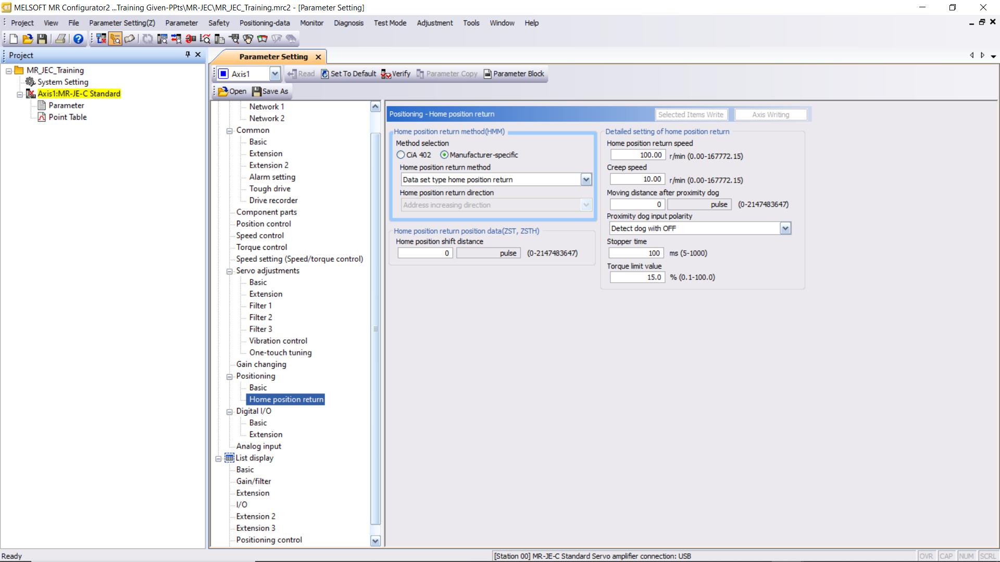 MELSOFT MR Configurator2 ...Training Given-PPts\MR-JEC\MR_JEC_Training.mrc2 - [Parameter Setting]
Project View File Parameter Setting(Z) Parameter Safety Positioning-data Monitor Diagnosis Test Mode Adjustment Tools Window Help
Project
MR_JEC_Training
System Setting
Axis1:MR-JE-C Standard
Parameter
Point Table
Parameter Setting
Axis1 Read Set To Default Verify Parameter Copy Parameter Block
Open Save As
Network 1
Network 2
Common
Basic
Extension
Extension 2
Alarm setting
Tough drive
Drive recorder
Component parts
Position control
Speed control
Torque control
Speed setting (Speed/torque control)
Servo adjustments
Basic
Extension
Filter 1
Filter 2
Filter 3
Vibration control
One-touch tuning
Gain changing
Positioning
Basic
Home position return
Digital I/O
Basic
Extension
Analog input
List display
Basic
Gain/filter
Extension
I/O
Extension 2
Extension 3
Positioning control
Positioning - Home position return
Selected Items Write Axis Writing
Home position return method(HMM)
Method selection
CiA 402 Manufacturer-specific
Home position return method
Data set type home position return
Home position return direction
Address increasing direction
Home position return position data(ZST, ZSTH)
Home position shift distance
0 pulse (0-2147483647)
Detailed setting of home position return
Home position return speed
100.00 r/min (0.00-167772.15)
Creep speed
10.00 r/min (0.00-167772.15)
Moving distance after proximity dog
0 pulse (0-2147483647)
Proximity dog input polarity
Detect dog with OFF
Stopper time
100 ms (5-1000)
Torque limit value
15.0 % (0.1-100.0)
Ready
[Station 00] MR-JE-C Standard Servo amplifier connection: USB
OVR CAP NUM SCRL